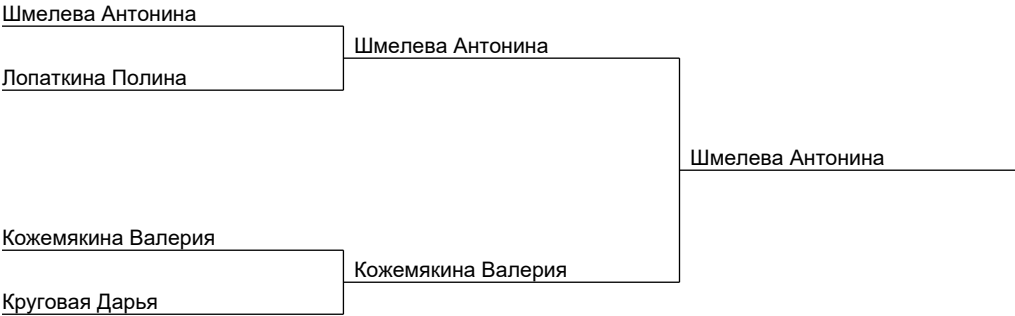 Шмелева Антонина
Шмелева Антонина
Лопаткина Полина
Шмелева Антонина
Кожемякина Валерия
Кожемякина Валерия
Круговая Дарья